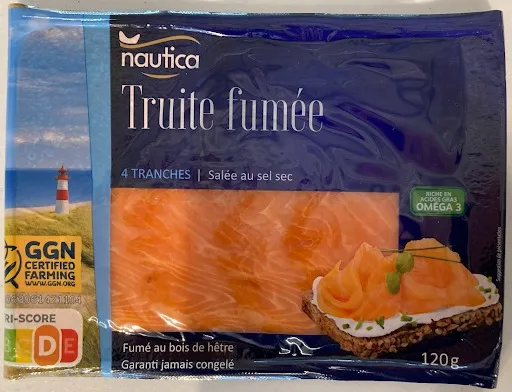 nautica
Truite fumée
4 TRANCHES | Salée au sel sec
RICHE EN
ACIDES GRAS
OMÉGA 3
GGN
CERTIFIED
FARMING
WWW.GGN.ORG
RI-SCORE
D E
Fumé au bois de hêtre
Garanti jamais congelé
120g